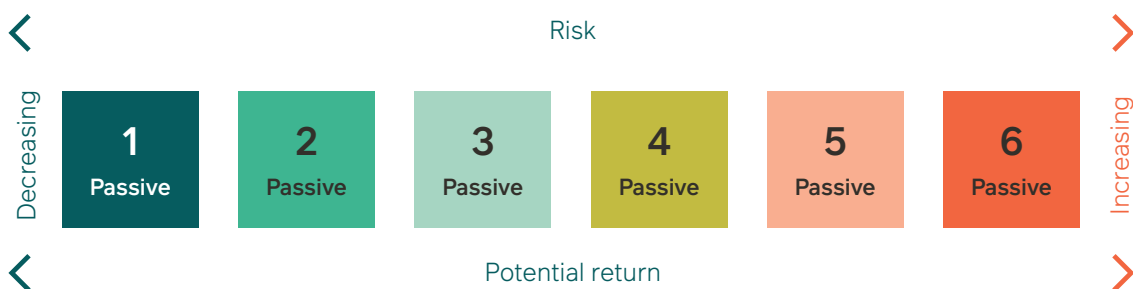 Risk
Decreasing
1
Passive
2
Passive
3
Passive
4
Passive
5
Passive
6
Passive
Increasing
Potential return